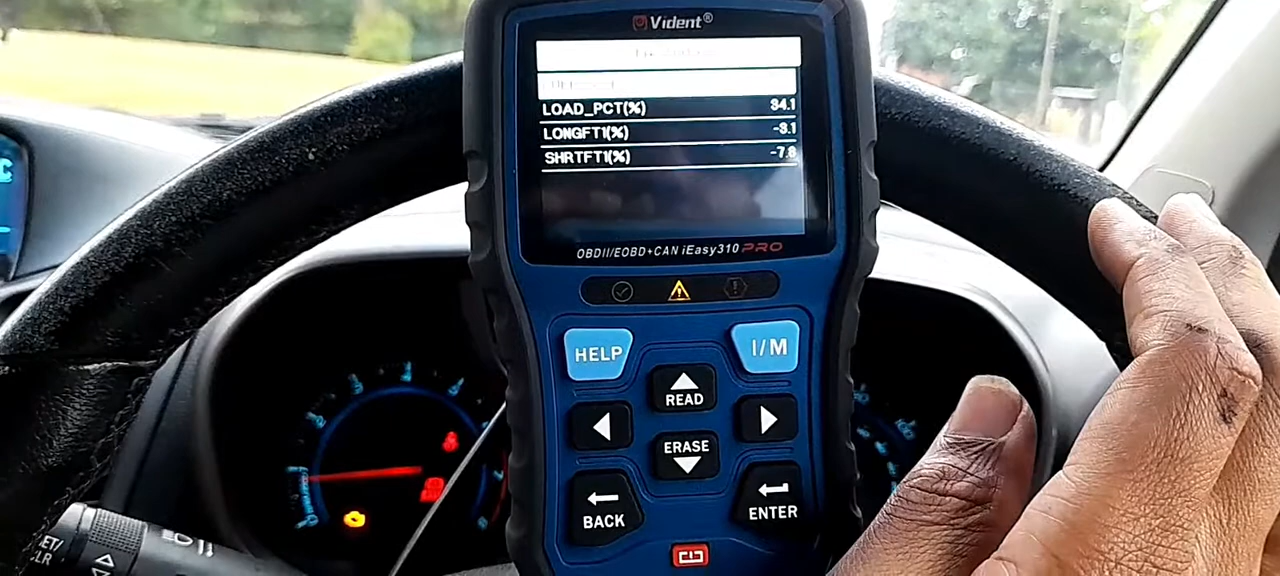 Vident®
LOAD_PCT(%) 34.1
LONGFT1(%) -3.1
SHRTFT1(%) -7.8
OBDII/EOBD+CAN iEasy310 PRO
HELP
I/M
READ
ERASE
BACK
ENTER